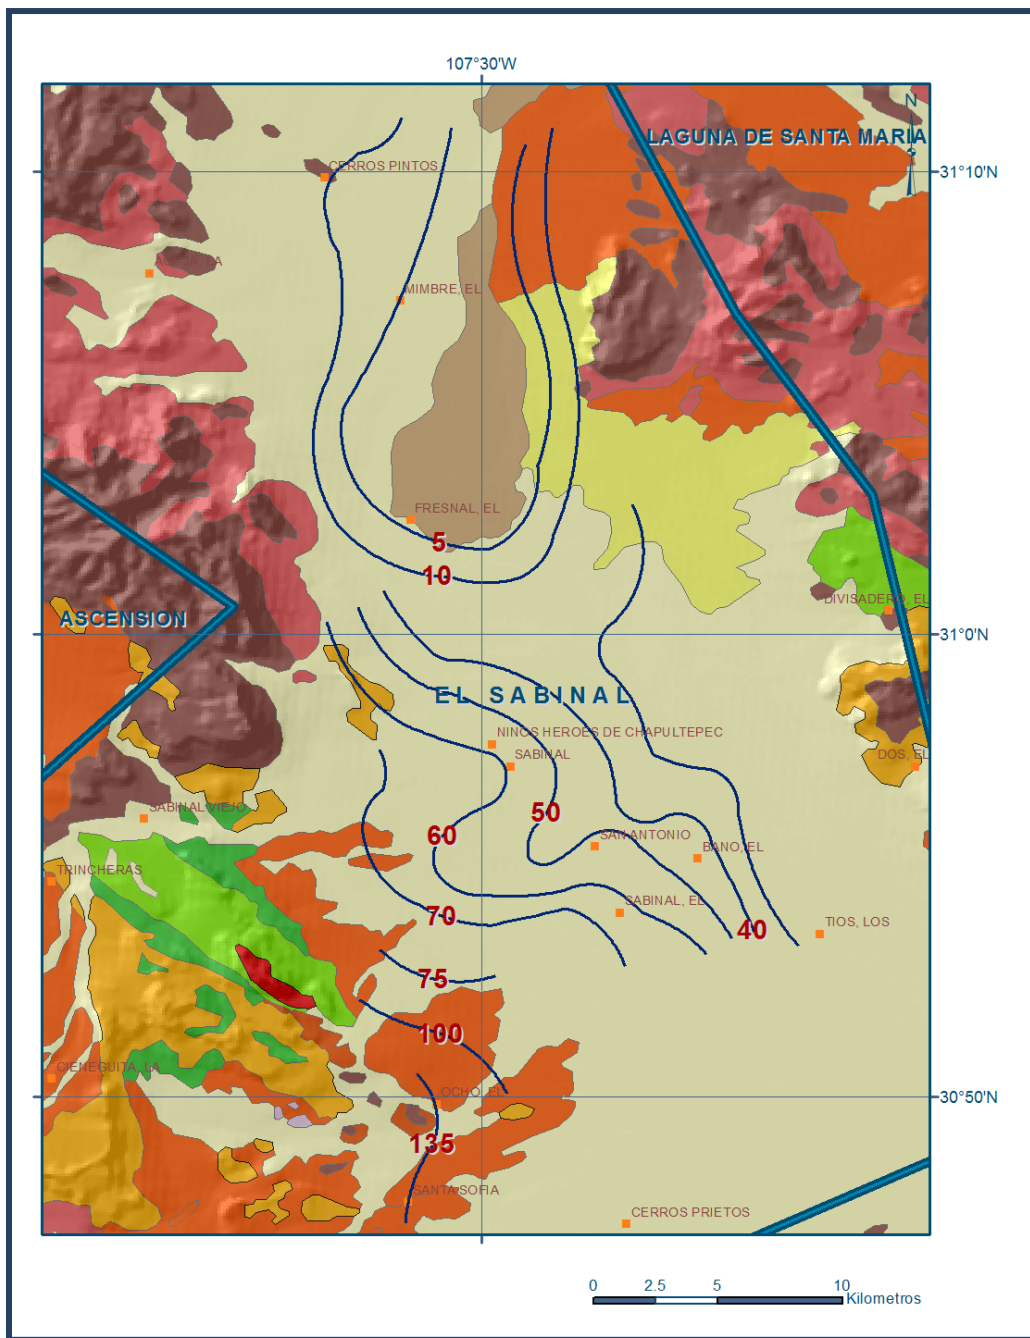 107°30'W
N
LAGUNA DE SANTA MARIA
CERROS PINTOS
31°10'N
MIMBRE, EL
FRESNAL, EL
5
10
DIVISADERO, EL
ASCENSION
31°0'N
EL SABINAL
NINOS HEROES DE CHAPULTEPEC
SABINAL
DOS, EL
SABINAL VIEJO
50
60
SAN ANTONIO
BANO, EL
TRINCHERAS
SABINAL, EL
70
40
TIOS, LOS
75
100
CIENEGUITA, LA
OCHO, EL
30°50'N
135
SANTA SOFIA
CERROS PRIETOS
0 2.5 5 10
Kilometros